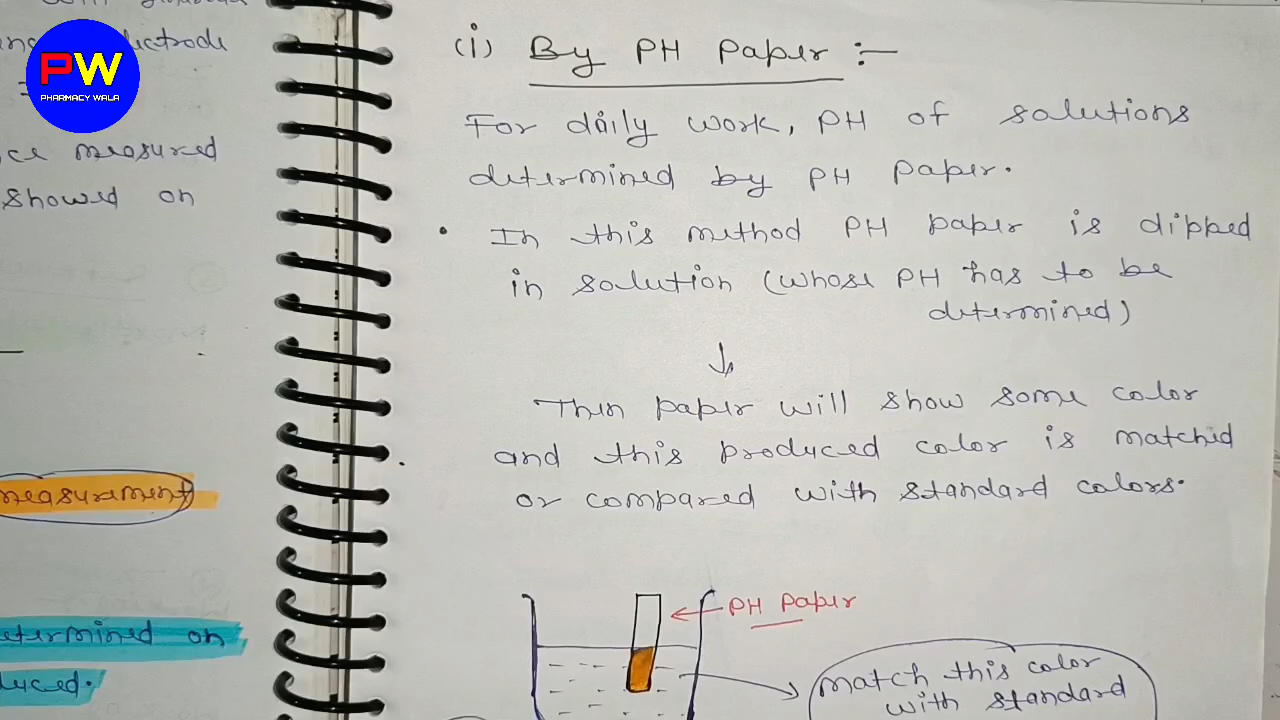 PW
PHARMACY WALA
measured
showed on
measurement
etermined on
duced.
(i) By PH Paper :-
For daily work, PH of solutions
determined by PH paper.
• In this method PH paper is dipped
in solution (whose PH has to be
determined)
↓
Then paper will show some color
and this produced color is matched
or compared with standard colors.
← PH Paper
match this color
with standard